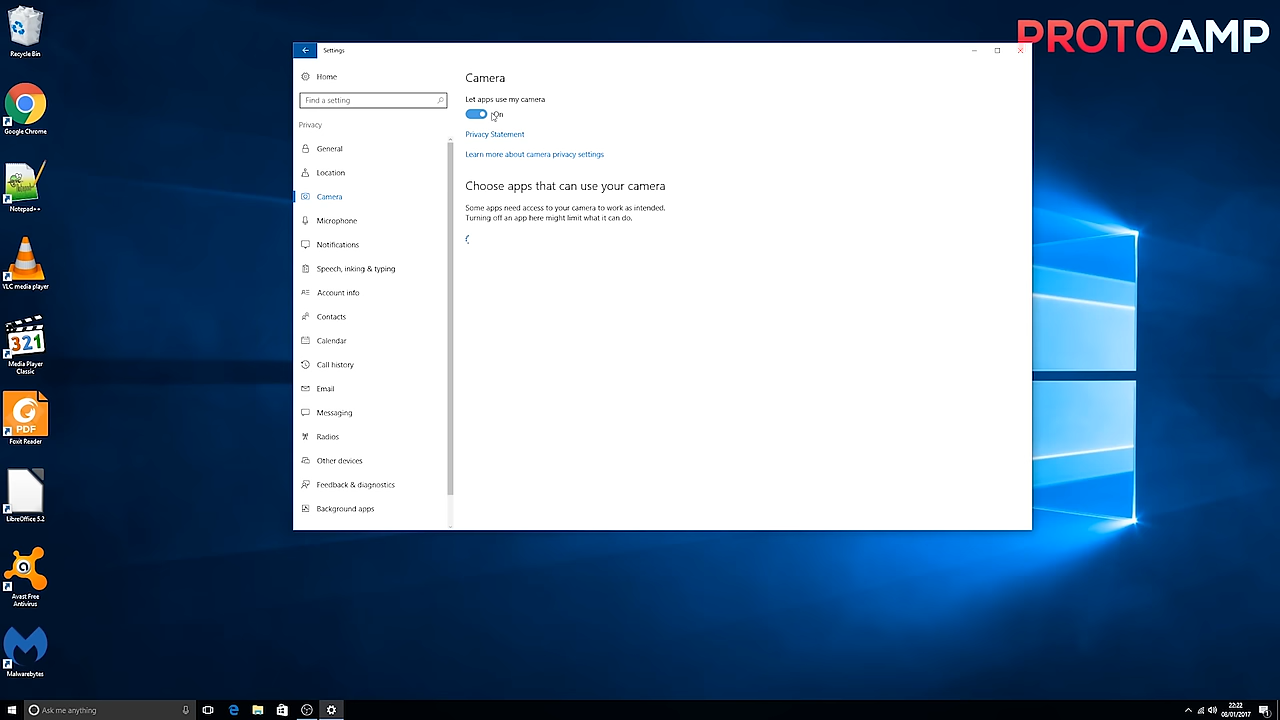 Recycle Bin
Google Chrome
Notepad++
VLC media player
321
Media Player
Classic
PDF
Foxit Reader
LibreOffice 5.2
Avast Free
Antivirus
Malwarebytes
PROTOAMP
Settings
Home
Find a setting
Privacy
General
Location
Camera
Microphone
Notifications
Speech, inking & typing
Account info
Contacts
Calendar
Call history
Email
Messaging
Radios
Other devices
Feedback & diagnostics
Background apps
Camera
Let apps use my camera
On
Privacy Statement
Learn more about camera privacy settings
Choose apps that can use your camera
Some apps need access to your camera to work as intended.
Turning off an app here might limit what it can do.
Ask me anything
22:22
06/01/2017